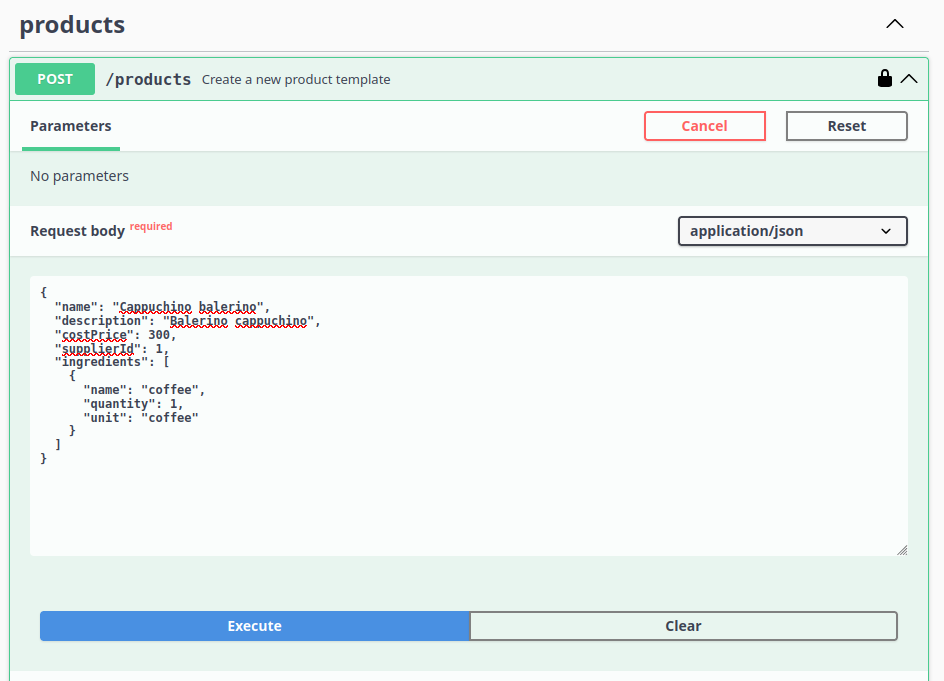 products
POST /products Create a new product template
Parameters Cancel Reset
No parameters
Request body required application/json
{
  "name": "Cappuchino balerino",
  "description": "Balerino cappuchino",
  "costPrice": 300,
  "supplierId": 1,
  "ingredients": [
    {
      "name": "coffee",
      "quantity": 1,
      "unit": "coffee"
    }
  ]
}
Execute Clear